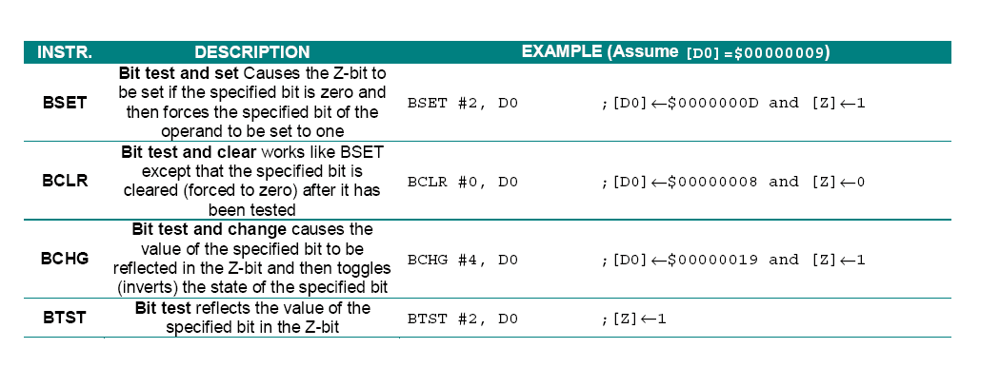 INSTR. DESCRIPTION EXAMPLE (Assume [D0] =$00000009)
Bit test and set Causes the Z-bit to
be set if the specified bit is zero and
then forces the specified bit of the
operand to be set to one
BSET
BSET #2, D0 ;[D0]←$0000000D and [Z]←1
Bit test and clear works like BSET
except that the specified bit is
cleared (forced to zero) after it has
been tested
BCLR
BCLR #0, D0 ;[D0]←$00000008 and [Z]←0
Bit test and change causes the
value of the specified bit to be
reflected in the Z-bit and then toggles
(inverts) the state of the specified bit
BCHG
BCHG #4, D0 ;[D0]←$00000019 and [Z]←1
Bit test reflects the value of the
specified bit in the Z-bit
BTST
BTST #2, D0 ;[Z]←1